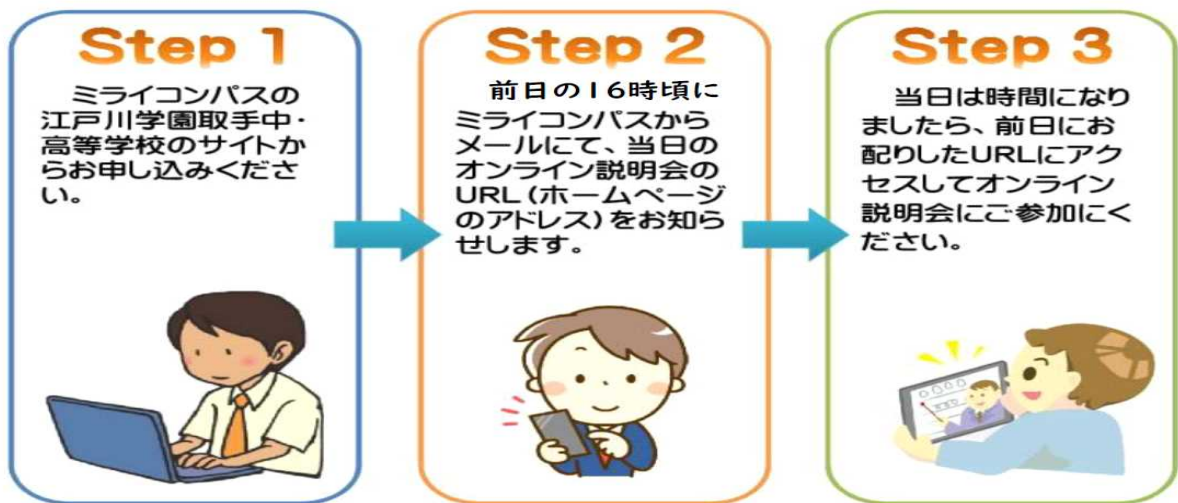 Step 1
ミライコンパスの
江戸川学園取手中・
高等学校のサイトか
らお申し込みくださ
い。
Step 2
前日の16時頃に
ミライコンパスから
メールにて、当日の
オンライン説明会の
URL(ホームページ
のアドレス)をお知ら
せします。
Step 3
当日は時間になり
ましたら、前日にお
配りしたURLにアク
セスしてオンライン
説明会にご参加にく
ださい。